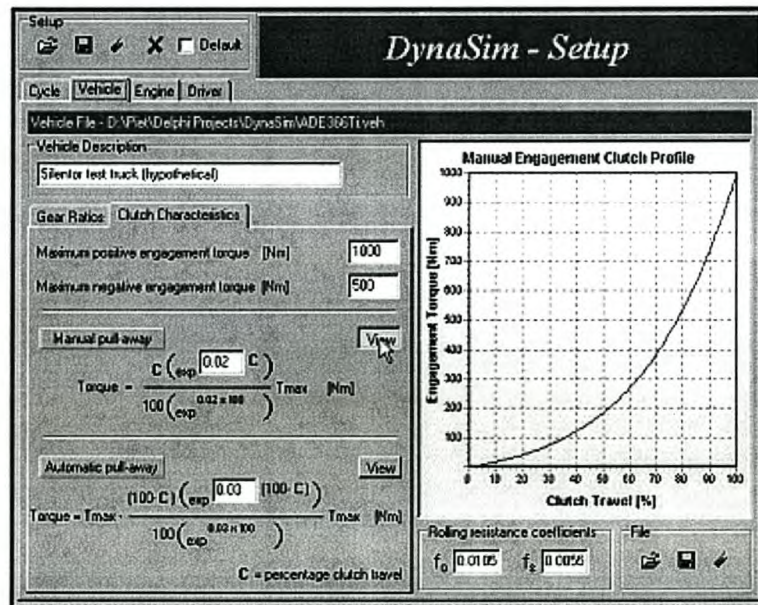 Setup
DynaSim - Setup
Default
Cycle Vehicle Engine Driver
Vehicle File - D:\Piet\Delphi Projects\DynaSim\ADE366Ti.veh
Vehicle Description
Silentor test truck (hypothetical)
Gear Ratios Clutch Characteristics
Maximum positive engagement torque [Nm] 1000
Maximum negative engagement torque [Nm] 500
Manual pull-away View
Torque = C (exp 0.02 C) / 100 (exp 0.02 x 100) Tmax [Nm]
Automatic pull-away View
Torque = Tmax - (100-C) (exp 0.03 (100-C)) / 100 (exp 0.03 x 100) Tmax [Nm]
C = percentage clutch travel
Manual Engagement Clutch Profile
Engagement Torque [Nm]
1000
900
800
700
600
500
400
300
200
100
0 10 20 30 40 50 60 70 80 90 100
Clutch Travel [%]
Rolling resistance coefficients
f0 0.0105 fs 0.0055
File